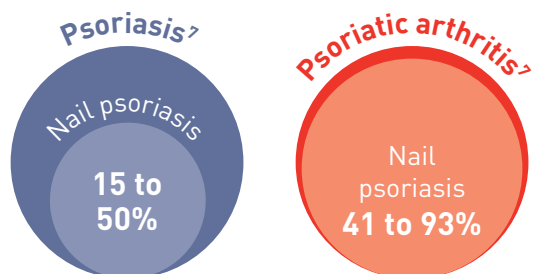 Psoriasis⁷
Nail psoriasis
15 to
50%
Psoriatic arthritis⁷
Nail
psoriasis
41 to 93%